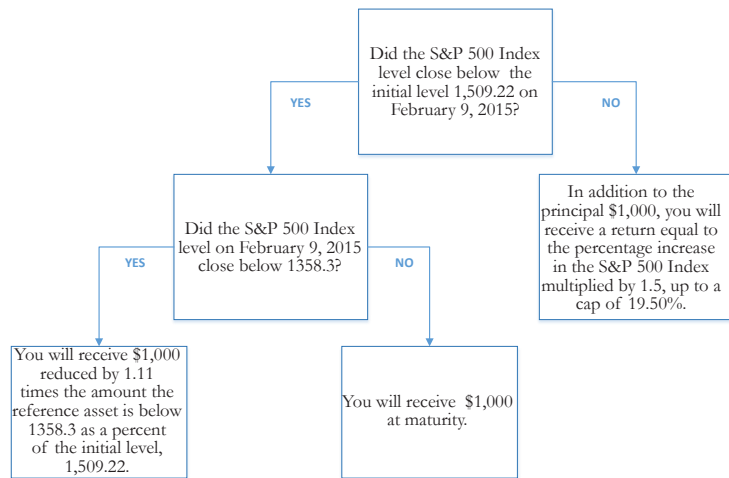 Did the S&P 500 Index
level close below the
initial level 1,509.22 on
February 9, 2015?
YES
NO
Did the S&P 500 Index
level on February 9, 2015
close below 1358.3?
In addition to the
principal $1,000, you will
receive a return equal to
the percentage increase
in the S&P 500 Index
multiplied by 1.5, up to a
cap of 19.50%.
YES
NO
You will receive $1,000
reduced by 1.11
times the amount the
reference asset is below
1358.3 as a percent
of the initial level,
1,509.22.
You will receive $1,000
at maturity.